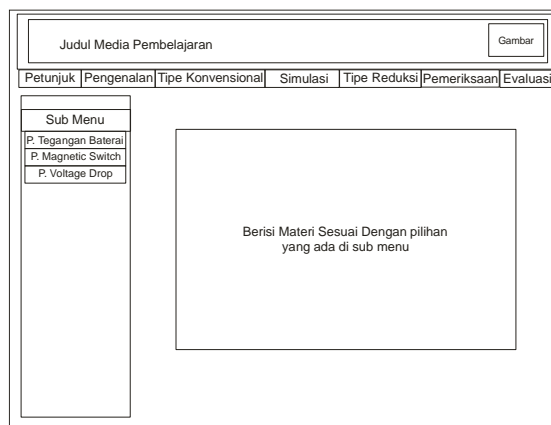 Judul Media Pembelajaran
Gambar
Petunjuk Pengenalan Tipe Konvensional Simulasi Tipe Reduksi Pemeriksaan Evaluasi
Sub Menu
P. Tegangan Baterai
P. Magnetic Switch
P. Voltage Drop
Berisi Materi Sesuai Dengan pilihan
yang ada di sub menu